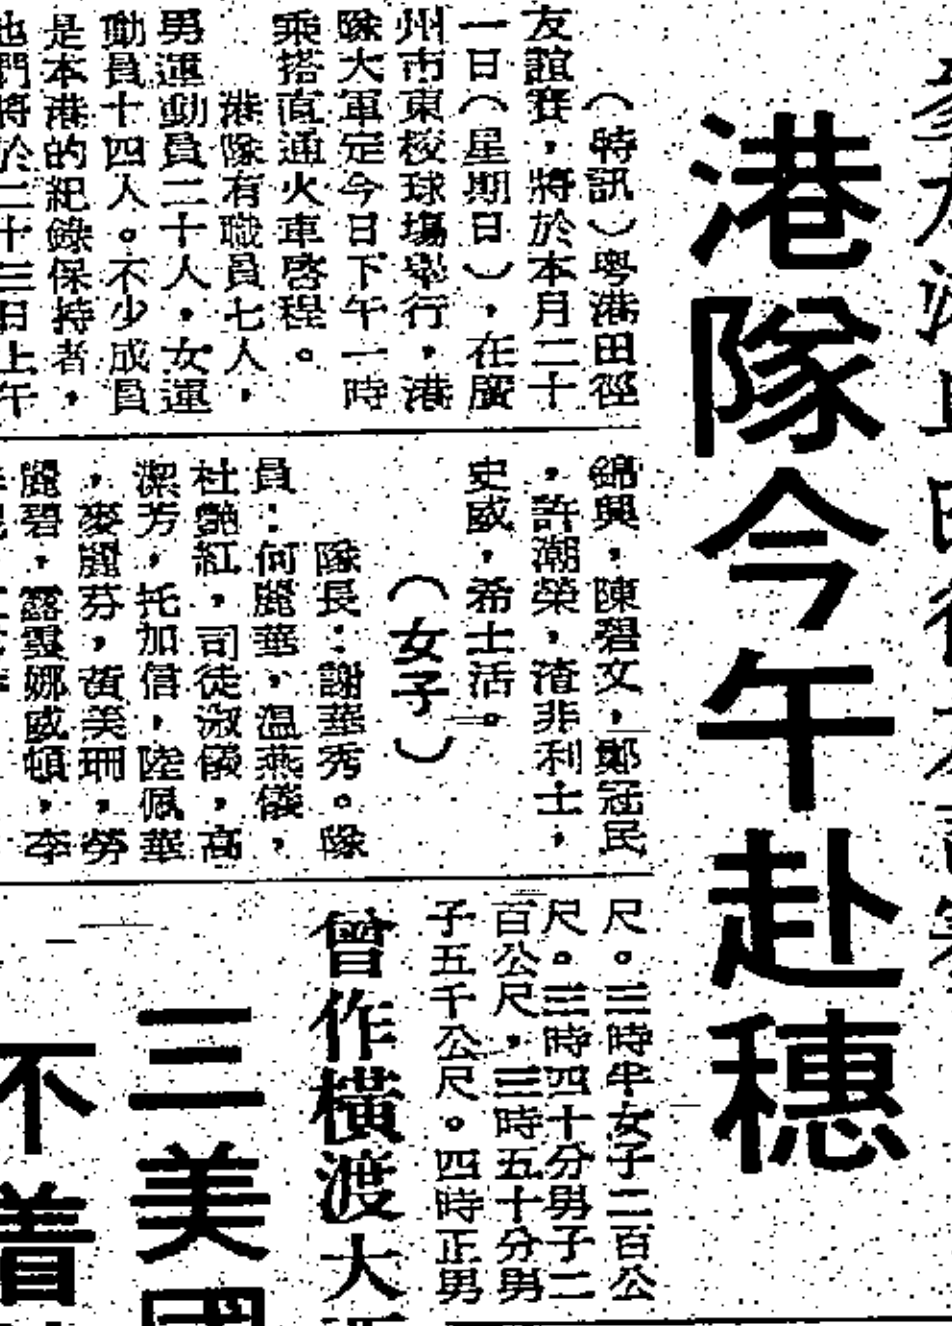 港隊今午赴穗
（特訊）粵港田徑
友誼賽，將於本月二十
一日（星期日），在廣
州市東校球場舉行，港
隊大軍定今日下午一時
乘搭直通火車啓程。
港隊有職員七人，
男運動員二十人，女運
動員十四人。不少成員
是本港的紀錄保持者，
他們將於二十三日上午
錦興，陳碧文，鄭冠民
，許潮榮，渣非利士，
史威，希士活。
（女子）
隊長：謝華秀。隊
員：何麗華、溫燕儀，
杜艷紅，司徒淑儀，高
潔芳，托加信，陸佩華
，麥麗芬，黃美珊，勞
麗碧，露雲娜威頓，李
尺。三時半女子二百公
尺。三時四十分男子二
百公尺，三時五十分男
子五千公尺。四時正男
曾作橫渡大
三美國
不着